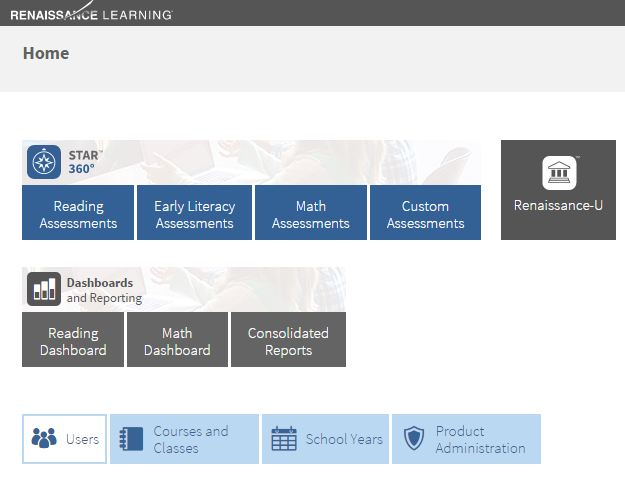 RENAISSANCE LEARNING™
Home
STAR™
360°
Reading
Assessments
Early Literacy
Assessments
Math
Assessments
Custom
Assessments
Renaissance-U
Dashboards
and Reporting
Reading
Dashboard
Math
Dashboard
Consolidated
Reports
Users
Courses and
Classes
School Years
Product
Administration